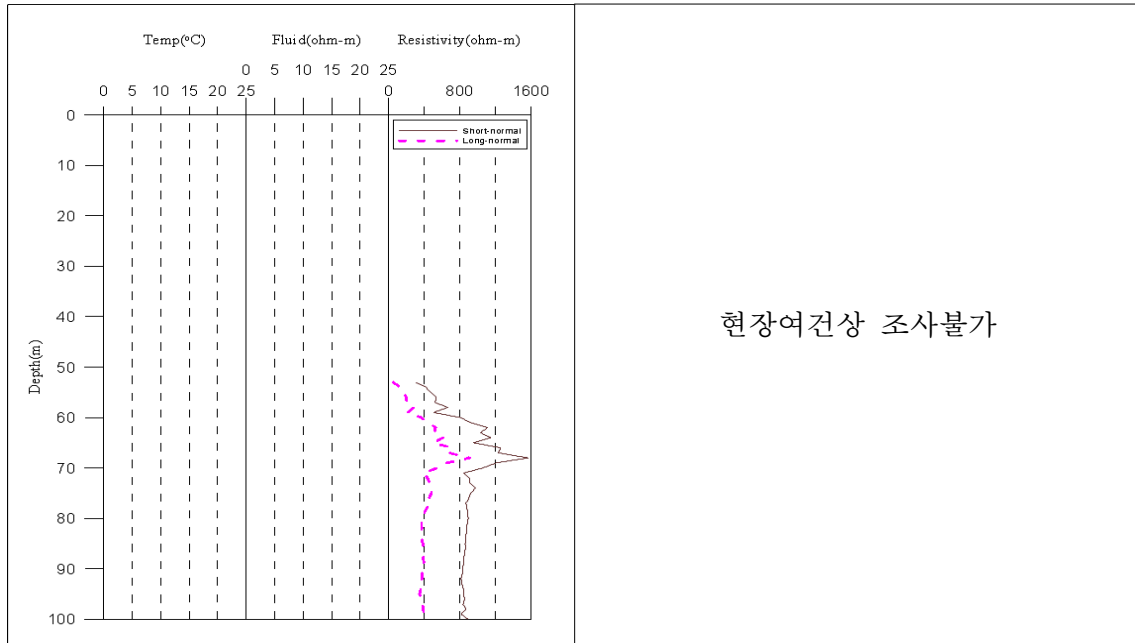 Temp(°C) Fluid(ohm-m) Resistivity(ohm-m)
0 5 10 15 20 25
0 5 10 15 20 25 0 800 1600
0
Short-normal
Long-normal
10
20
30
40
50
60
70
80
90
100
Depth(m)
현장여건상 조사불가